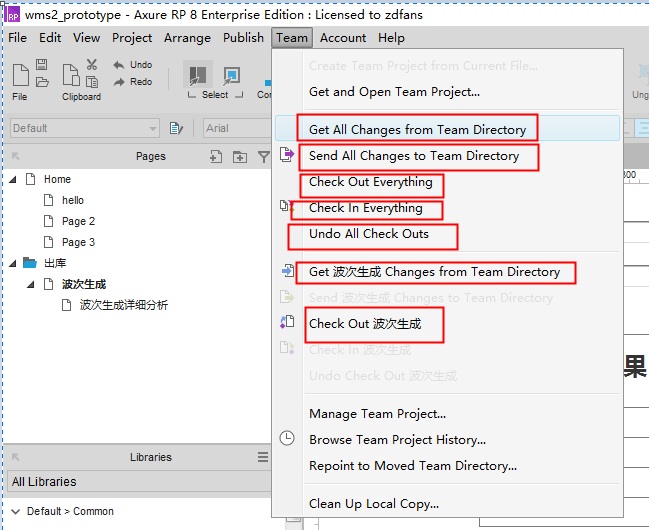 wms2_prototype - Axure RP 8 Enterprise Edition : Licensed to zdfans
File Edit View Project Arrange Publish Team Account Help
Undo
Redo
File Clipboard Select Ungr
Default
Arial
Pages
Home
hello
Page 2
Page 3
出库
波次生成
波次生成详细分析
Libraries
All Libraries
Default > Common
Create Team Project from Current File...
Get and Open Team Project...
Get All Changes from Team Directory
Send All Changes to Team Directory
Check Out Everything
Check In Everything
Undo All Check Outs
Get 波次生成 Changes from Team Directory
Send 波次生成 Changes to Team Directory
Check Out 波次生成
Check In 波次生成
Undo Check Out 波次生成
Manage Team Project...
Browse Team Project History...
Repoint to Moved Team Directory...
Clean Up Local Copy...
果